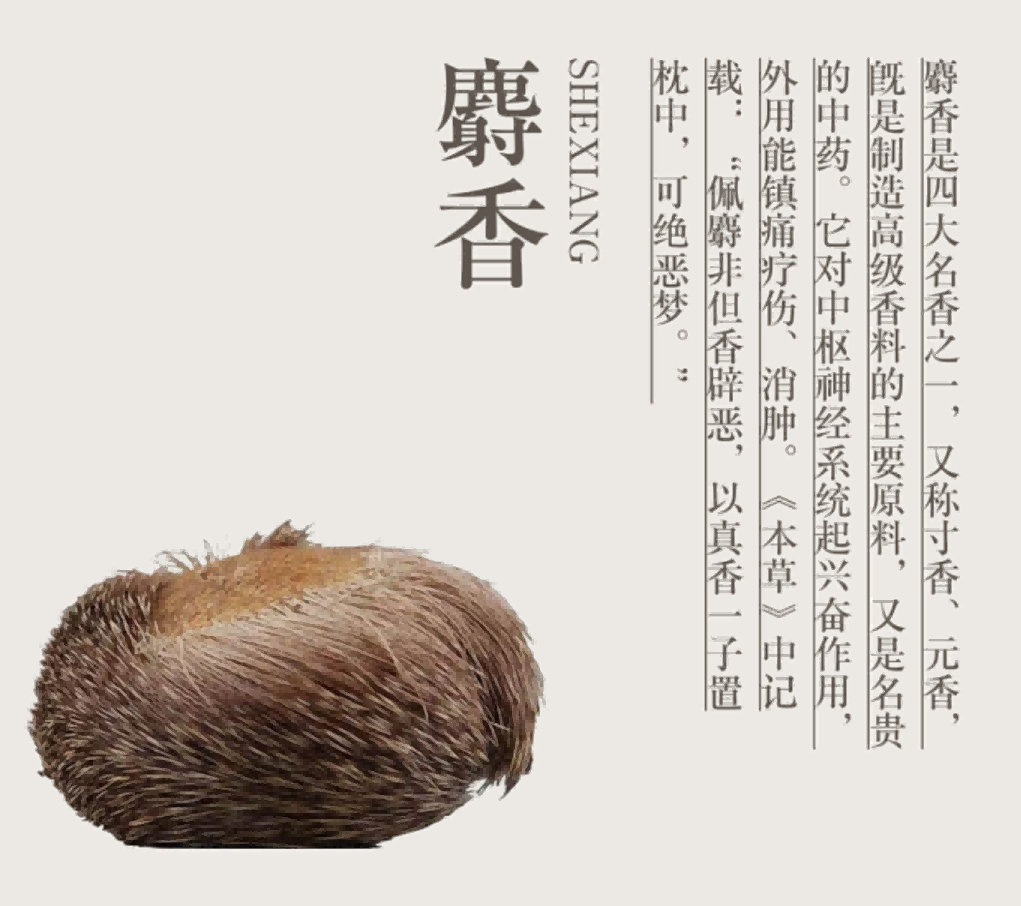 麝香是四大名香之一，又称寸香、元香，
既是制造高级香料的主要原料，又是名贵
的中药。它对中枢神经系统起兴奋作用，
外用能镇痛疗伤、消肿。《本草》中记
载：“佩麝非但香辟恶，以真香一子置
枕中，可绝恶梦。”
SHEXIANG
麝香